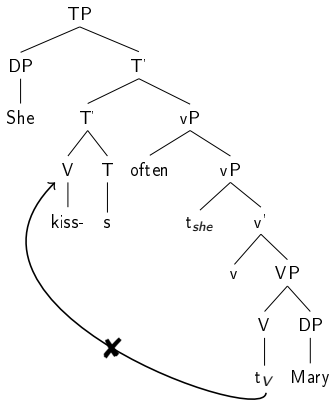 TP
DP T'
She T' vP
V T often vP
kiss- s t_she v'
v VP
V DP
t_V Mary